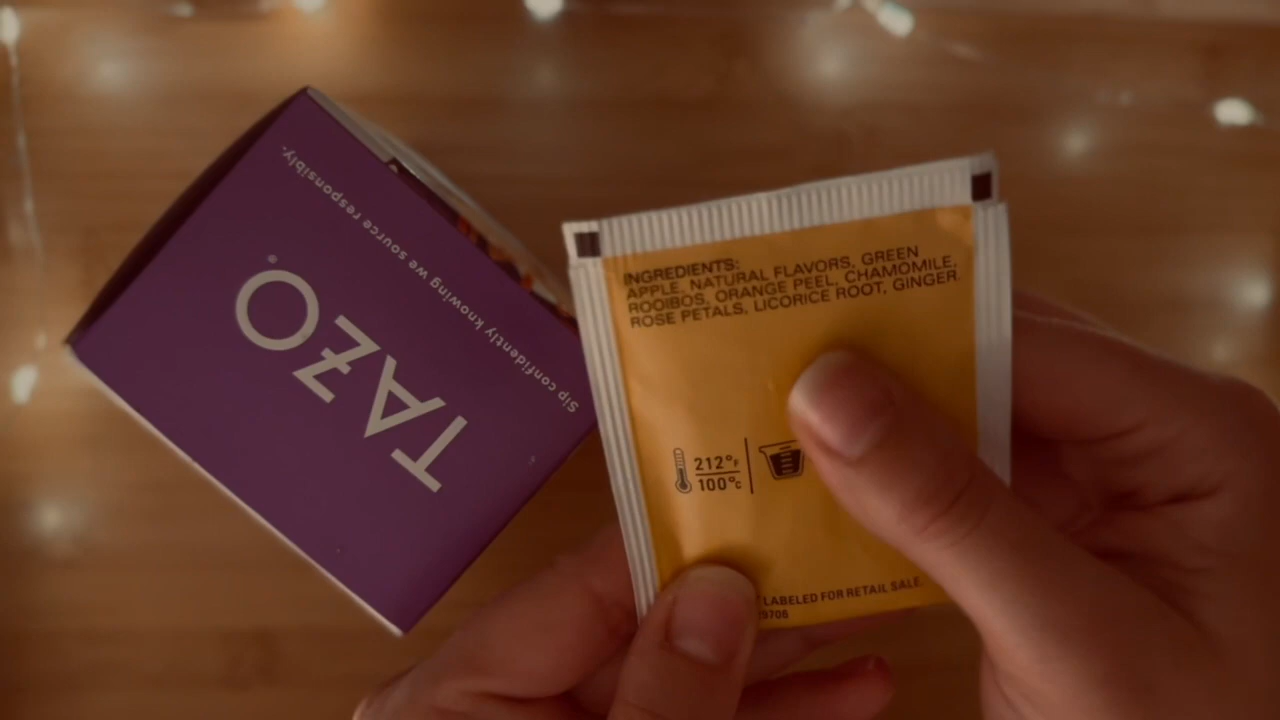 Sip confidently knowing we source responsibly.
TAZO®
INGREDIENTS:
APPLE, NATURAL FLAVORS, GREEN
ROOIBOS, ORANGE PEEL, CHAMOMILE,
ROSE PETALS, LICORICE ROOT, GINGER.
212°F
100°C
LABELED FOR RETAIL SALE.
9706